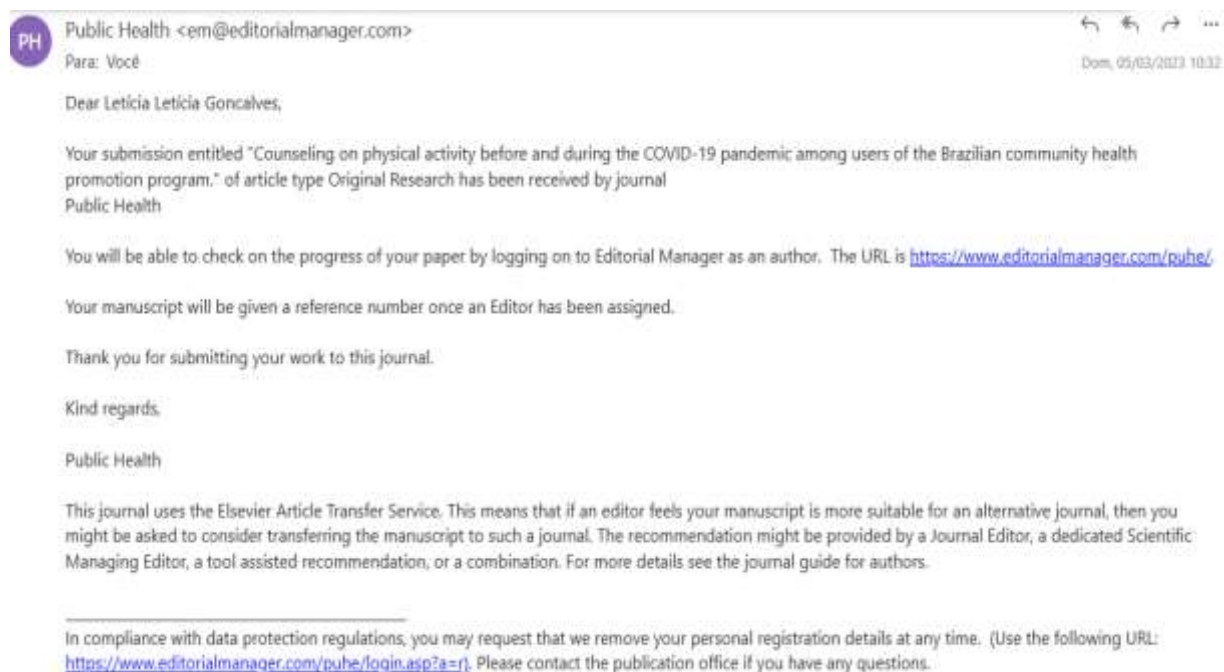 PH
Public Health <em@editorialmanager.com>
Para: Você
Dom, 05/03/2023 10:32
Dear Letícia Letícia Goncalves,
Your submission entitled "Counseling on physical activity before and during the COVID-19 pandemic among users of the Brazilian community health
promotion program." of article type Original Research has been received by journal
Public Health
You will be able to check on the progress of your paper by logging on to Editorial Manager as an author. The URL is https://www.editorialmanager.com/puhe/.
Your manuscript will be given a reference number once an Editor has been assigned.
Thank you for submitting your work to this journal.
Kind regards,
Public Health
This journal uses the Elsevier Article Transfer Service. This means that if an editor feels your manuscript is more suitable for an alternative journal, then you
might be asked to consider transferring the manuscript to such a journal. The recommendation might be provided by a Journal Editor, a dedicated Scientific
Managing Editor, a tool assisted recommendation, or a combination. For more details see the journal guide for authors.
In compliance with data protection regulations, you may request that we remove your personal registration details at any time. (Use the following URL:
https://www.editorialmanager.com/puhe/login.asp?a=r). Please contact the publication office if you have any questions.